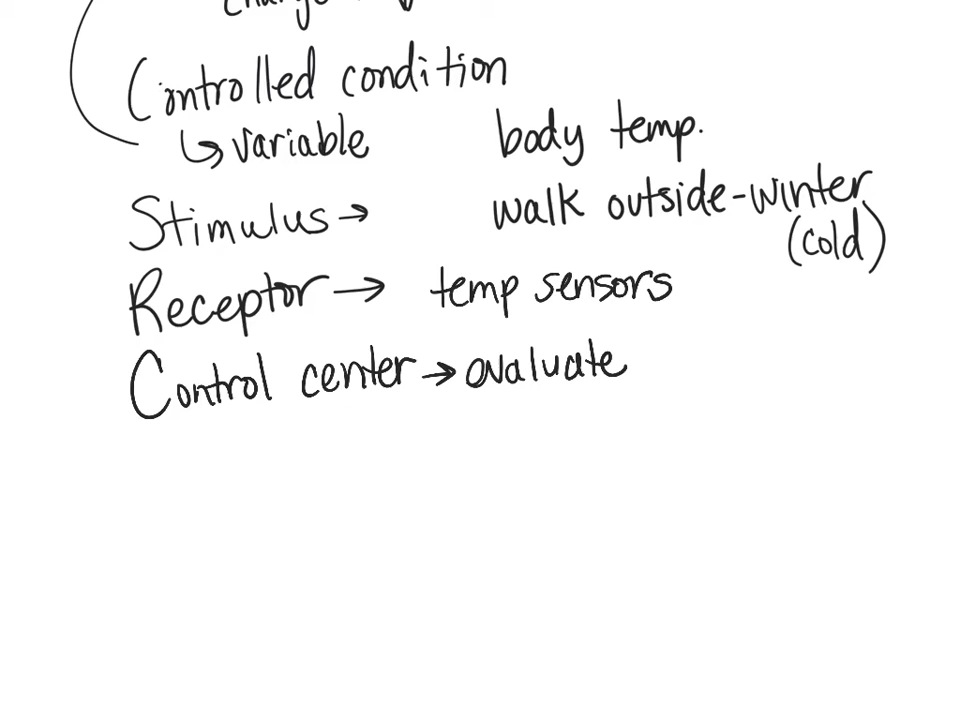 Controlled condition
↳ variable body temp.
Stimulus → walk outside-winter
(cold)
Receptor → temp sensors
Control center → evaluate